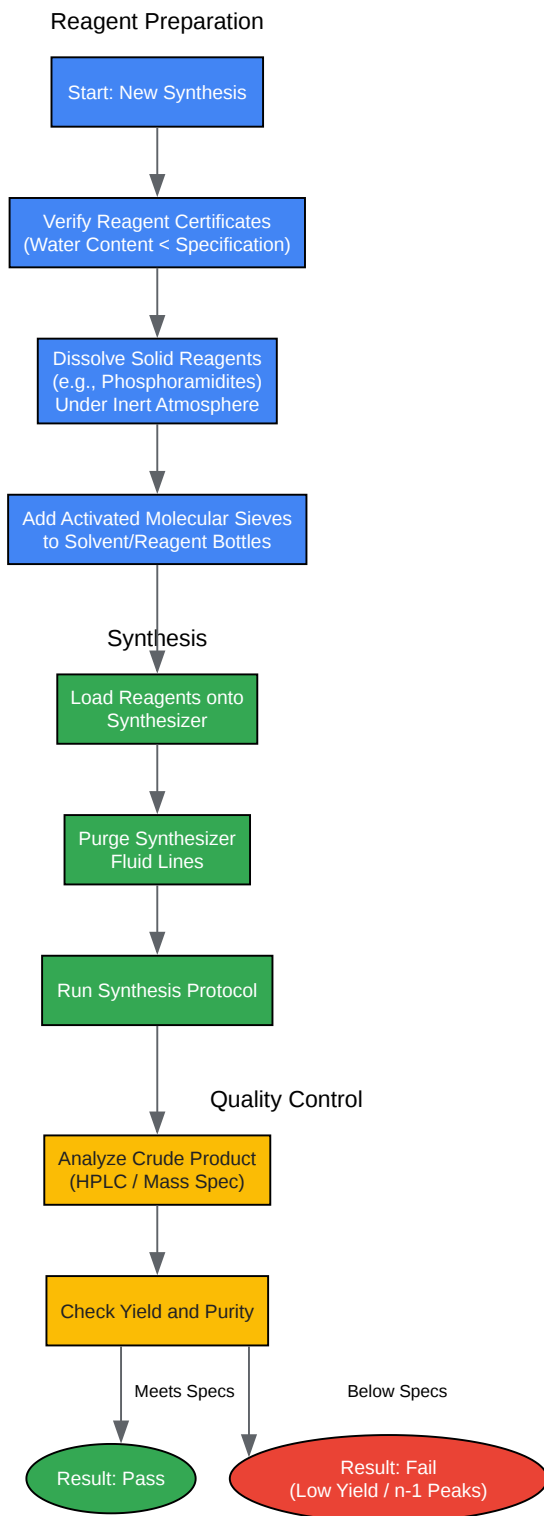 Reagent Preparation
Start: New Synthesis
Verify Reagent Certificates
(Water Content < Specification)
Dissolve Solid Reagents
(e.g., Phosphoramidites)
Under Inert Atmosphere
Add Activated Molecular Sieves
to Solvent/Reagent Bottles
Synthesis
Load Reagents onto
Synthesizer
Purge Synthesizer
Fluid Lines
Run Synthesis Protocol
Quality Control
Analyze Crude Product
(HPLC / Mass Spec)
Check Yield and Purity
Meets Specs
Below Specs
Result: Pass
Result: Fail
(Low Yield / n-1 Peaks)